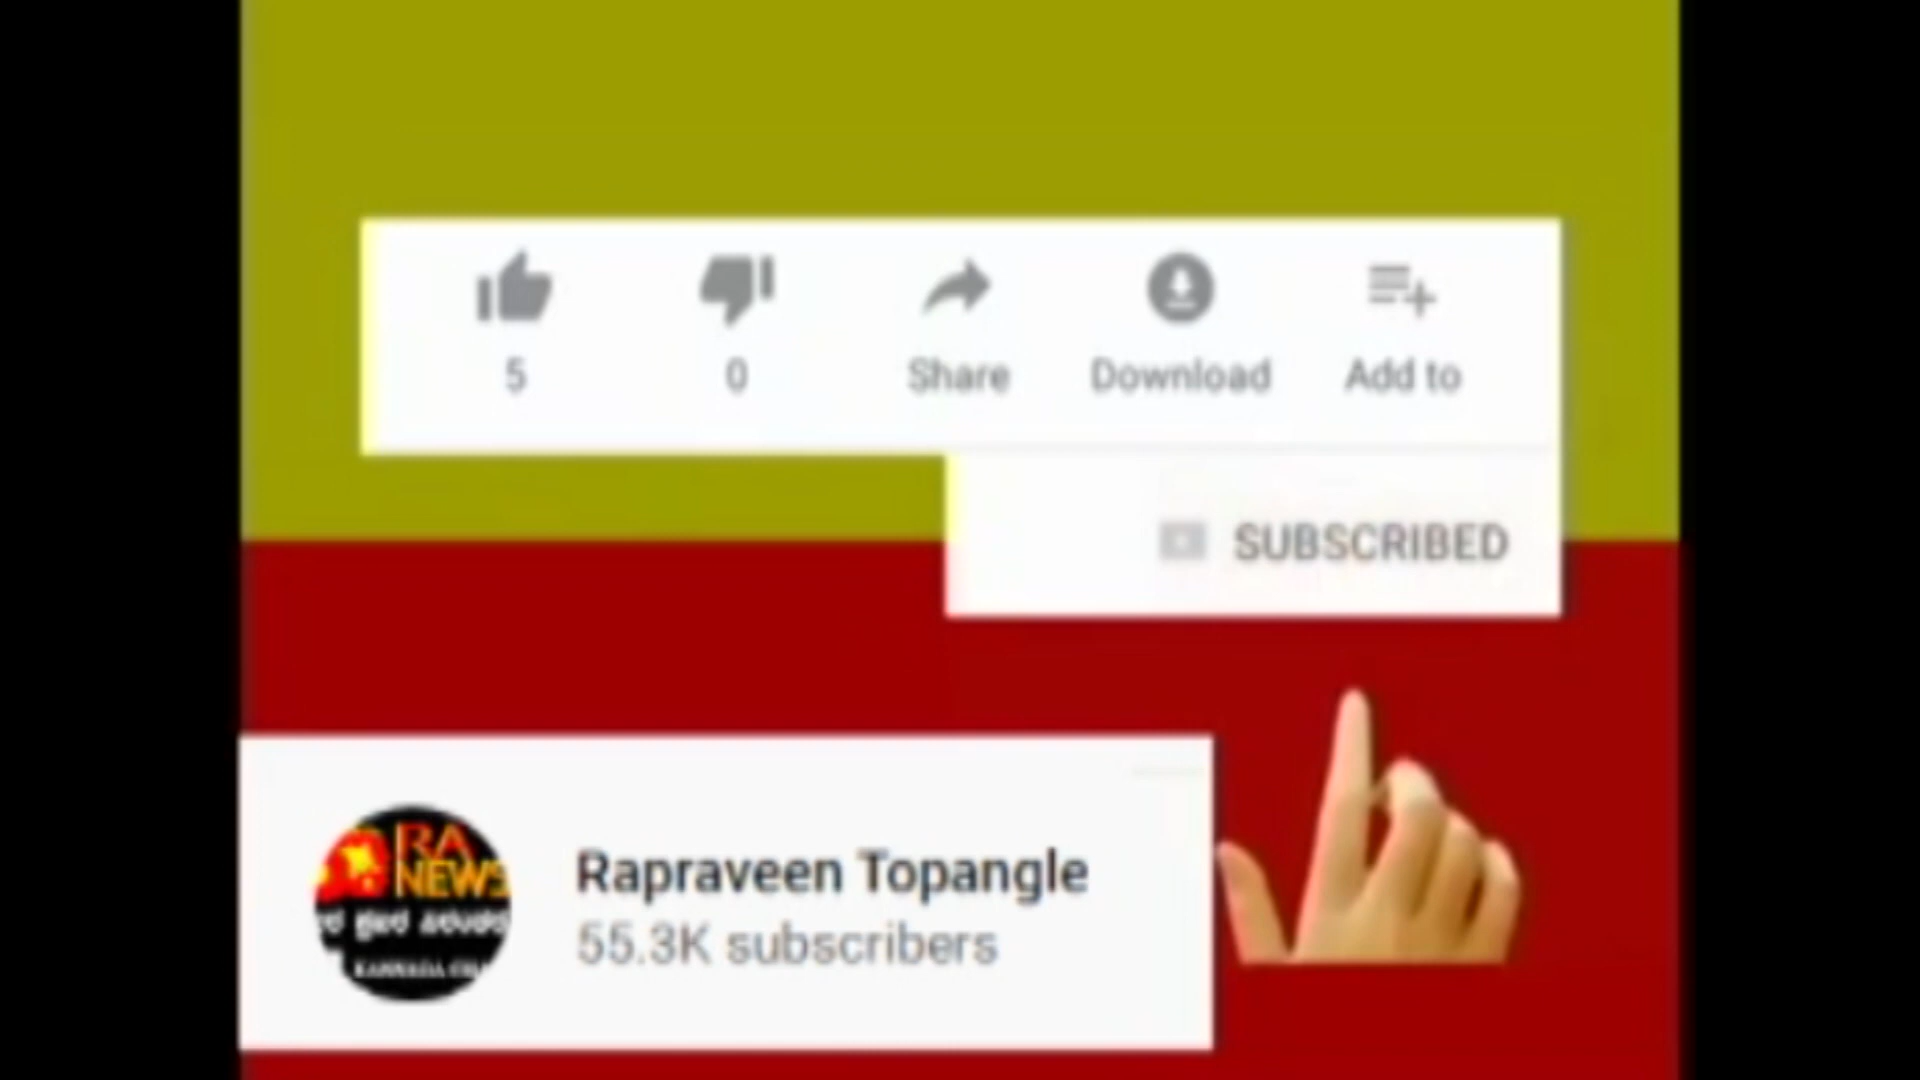 5 0 Share Download Add to
SUBSCRIBED
RA
NEWS
Rapraveen Topangle
55.3K subscribers